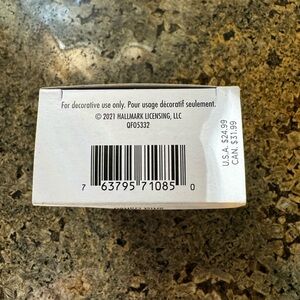 For decorative use only. Pour usage décoratif seulement.
© 2021 HALLMARK LICENSING, LLC
QFO5332
7 63795 71085 0
U.S.A. $24.99
CAN. $31.99